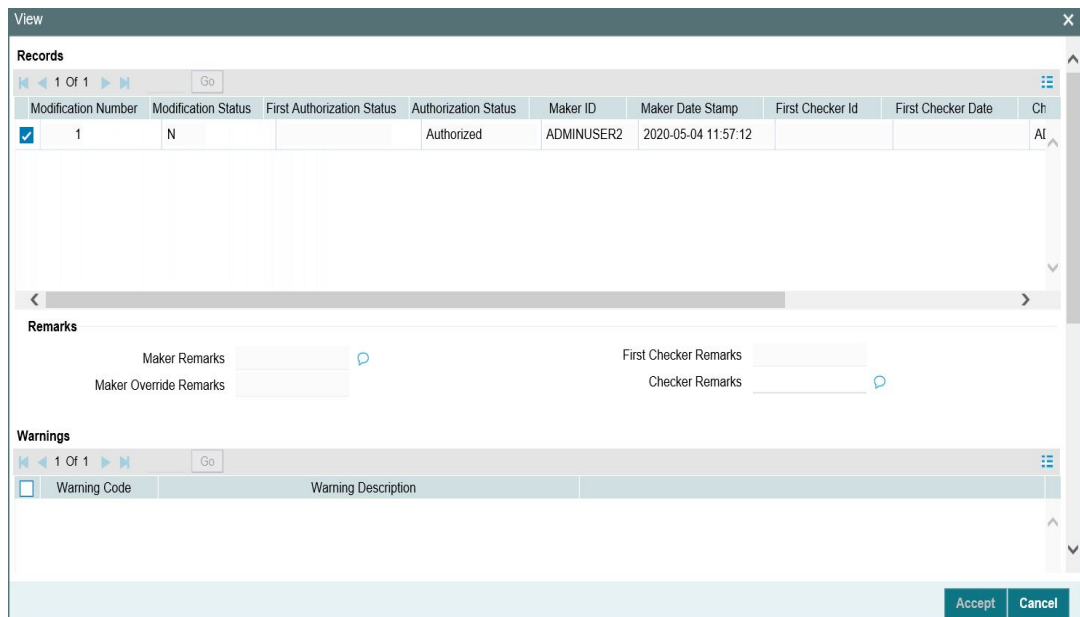 View
Records
1 Of 1 Go
Modification Number Modification Status First Authorization Status Authorization Status Maker ID Maker Date Stamp First Checker Id First Checker Date Ch
1 N Authorized ADMINUSER2 2020-05-04 11:57:12
Remarks
Maker Remarks First Checker Remarks
Maker Override Remarks Checker Remarks
Warnings
1 Of 1 Go
Warning Code Warning Description
Accept Cancel